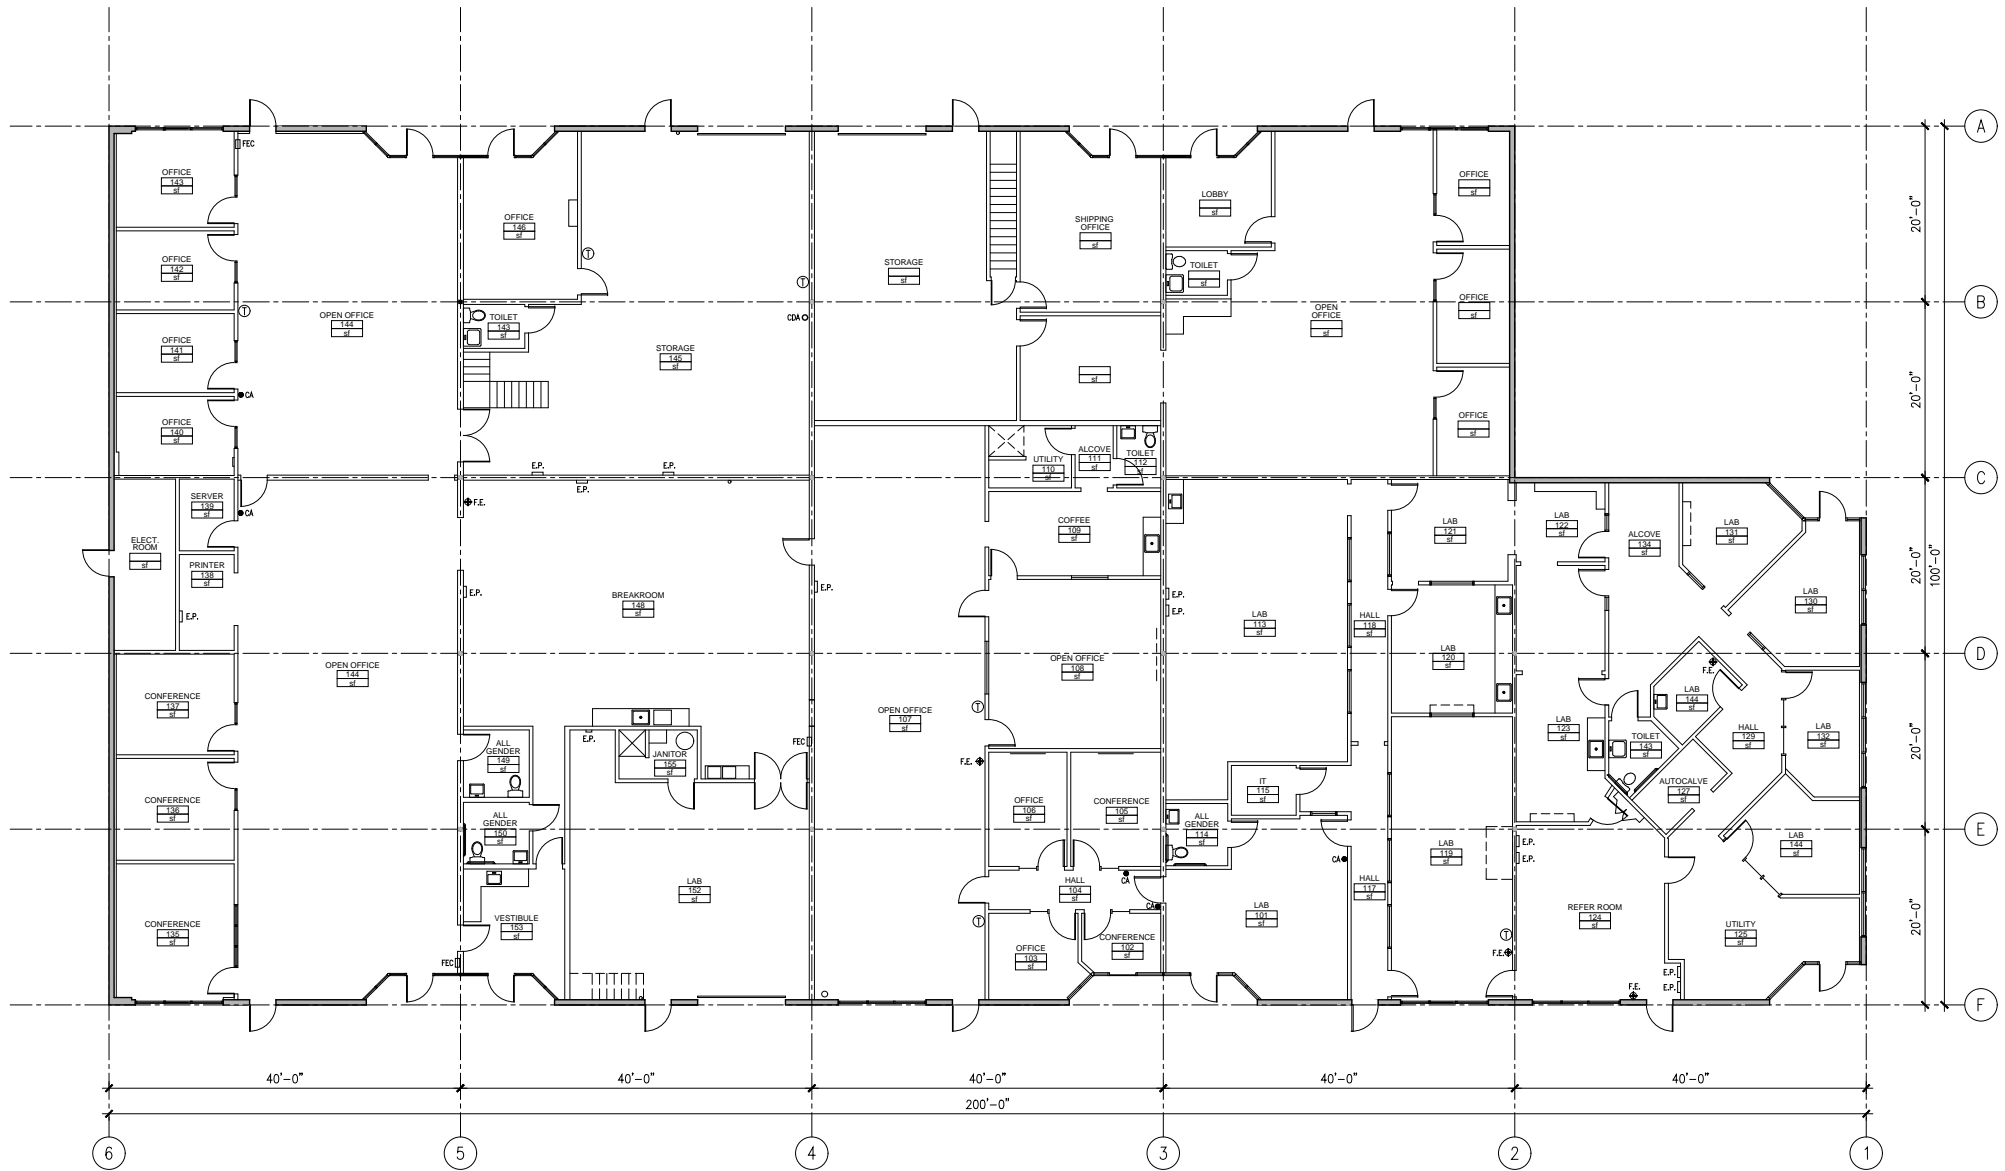 A
FEC
OFFICE
143
sf
OFFICE
sf
LOBBY
sf
OFFICE
146
sf
SHIPPING
OFFICE
sf
20'-0"
OFFICE
142
sf
T
STORAGE
sf
TOILET
sf
OFFICE
sf
T
B
T
OPEN OFFICE
144
sf
TOILET
143
sf
CDA
OPEN
OFFICE
sf
OFFICE
141
sf
STORAGE
145
sf
sf
20'-0"
CA
OFFICE
140
sf
OFFICE
sf
E.P.
E.P.
UTILITY
110
sf
ALCOVE
111
sf
TOILET
112
sf
C
E.P.
SERVER
139
sf
CA
F.E.
COFFEE
109
sf
LAB
121
sf
LAB
122
sf
ALCOVE
134
sf
LAB
131
sf
ELECT.
ROOM
sf
PRINTER
138
sf
20'-0"
100'-0"
E.P.
E.P.
E.P.
BREAKROOM
148
sf
E.P.
E.P.
E.P.
LAB
113
sf
HALL
118
sf
LAB
130
sf
D
OPEN OFFICE
144
sf
OPEN OFFICE
108
sf
LAB
120
sf
F.E.
CONFERENCE
137
sf
LAB
144
sf
OPEN OFFICE
107
sf
T
LAB
123
sf
HALL
129
sf
LAB
132
sf
20'-0"
E.P.
FEC
ALL
GENDER
149
sf
JANITOR
155
sf
F.E.
TOILET
143
sf
IT
115
sf
AUTOCALVE
127
sf
CONFERENCE
136
sf
OFFICE
106
sf
CONFERENCE
105
sf
ALL
GENDER
150
sf
ALL
GENDER
114
sf
E
E.P.
E.P.
LAB
144
sf
CA
LAB
119
sf
LAB
152
sf
HALL
104
sf
CA
CA
HALL
117
sf
CONFERENCE
135
sf
VESTIBULE
153
sf
T
LAB
101
sf
REFER ROOM
124
sf
UTILITY
125
sf
20'-0"
FEC
OFFICE
103
sf
CONFERENCE
102
sf
T
F.E.
E.P.
E.P.
F.E.
F
40'-0"
40'-0"
40'-0"
40'-0"
40'-0"
200'-0"
6
5
4
3
2
1